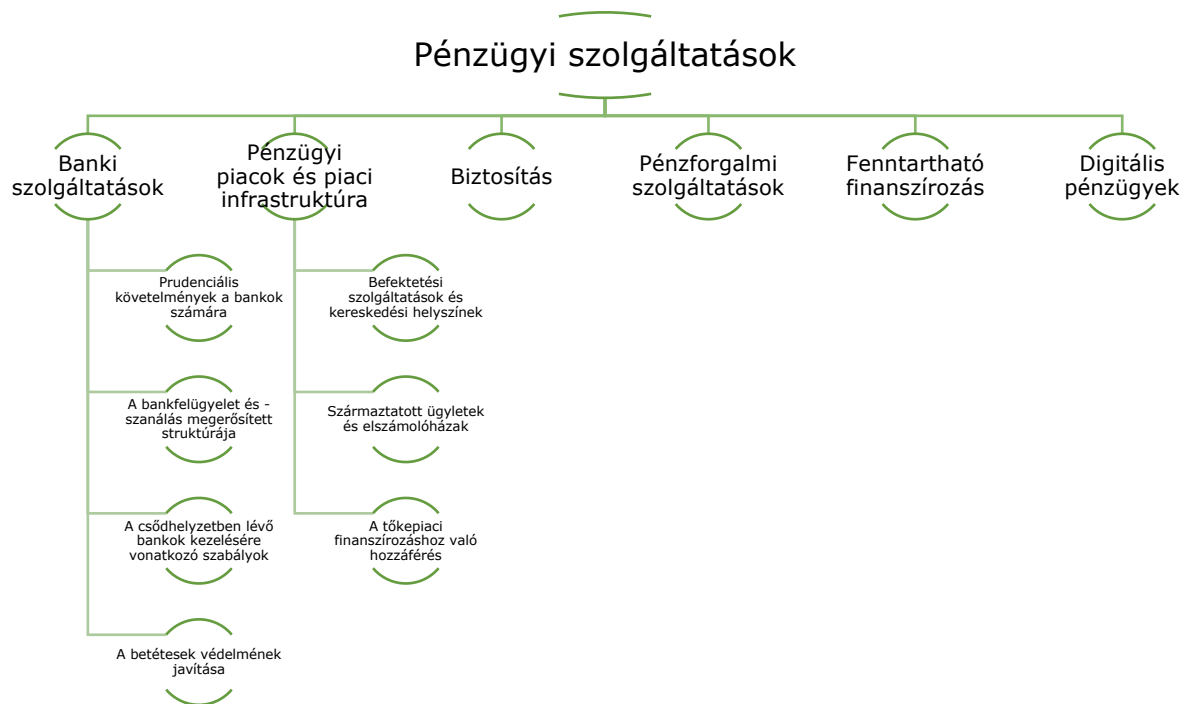 Pénzügyi szolgáltatások
Banki
szolgáltatások
Pénzügyi
piacok és piaci
infrastruktúra
Biztosítás
Pénzforgalmi
szolgáltatások
Fenntartható
finanszírozás
Digitális
pénzügyek
Prudenciális
követelmények a bankok
számára
A bankfelügyelet és -
szanálás megerősített
struktúrája
A csődhelyzetben lévő
bankok kezelésére
vonatkozó szabályok
A betétesek védelmének
javítása
Befektetési
szolgáltatások és
kereskedési helyszínek
Származtatott ügyletek
és elszámolóházak
A tőkepiaci
finanszírozáshoz való
hozzáférés